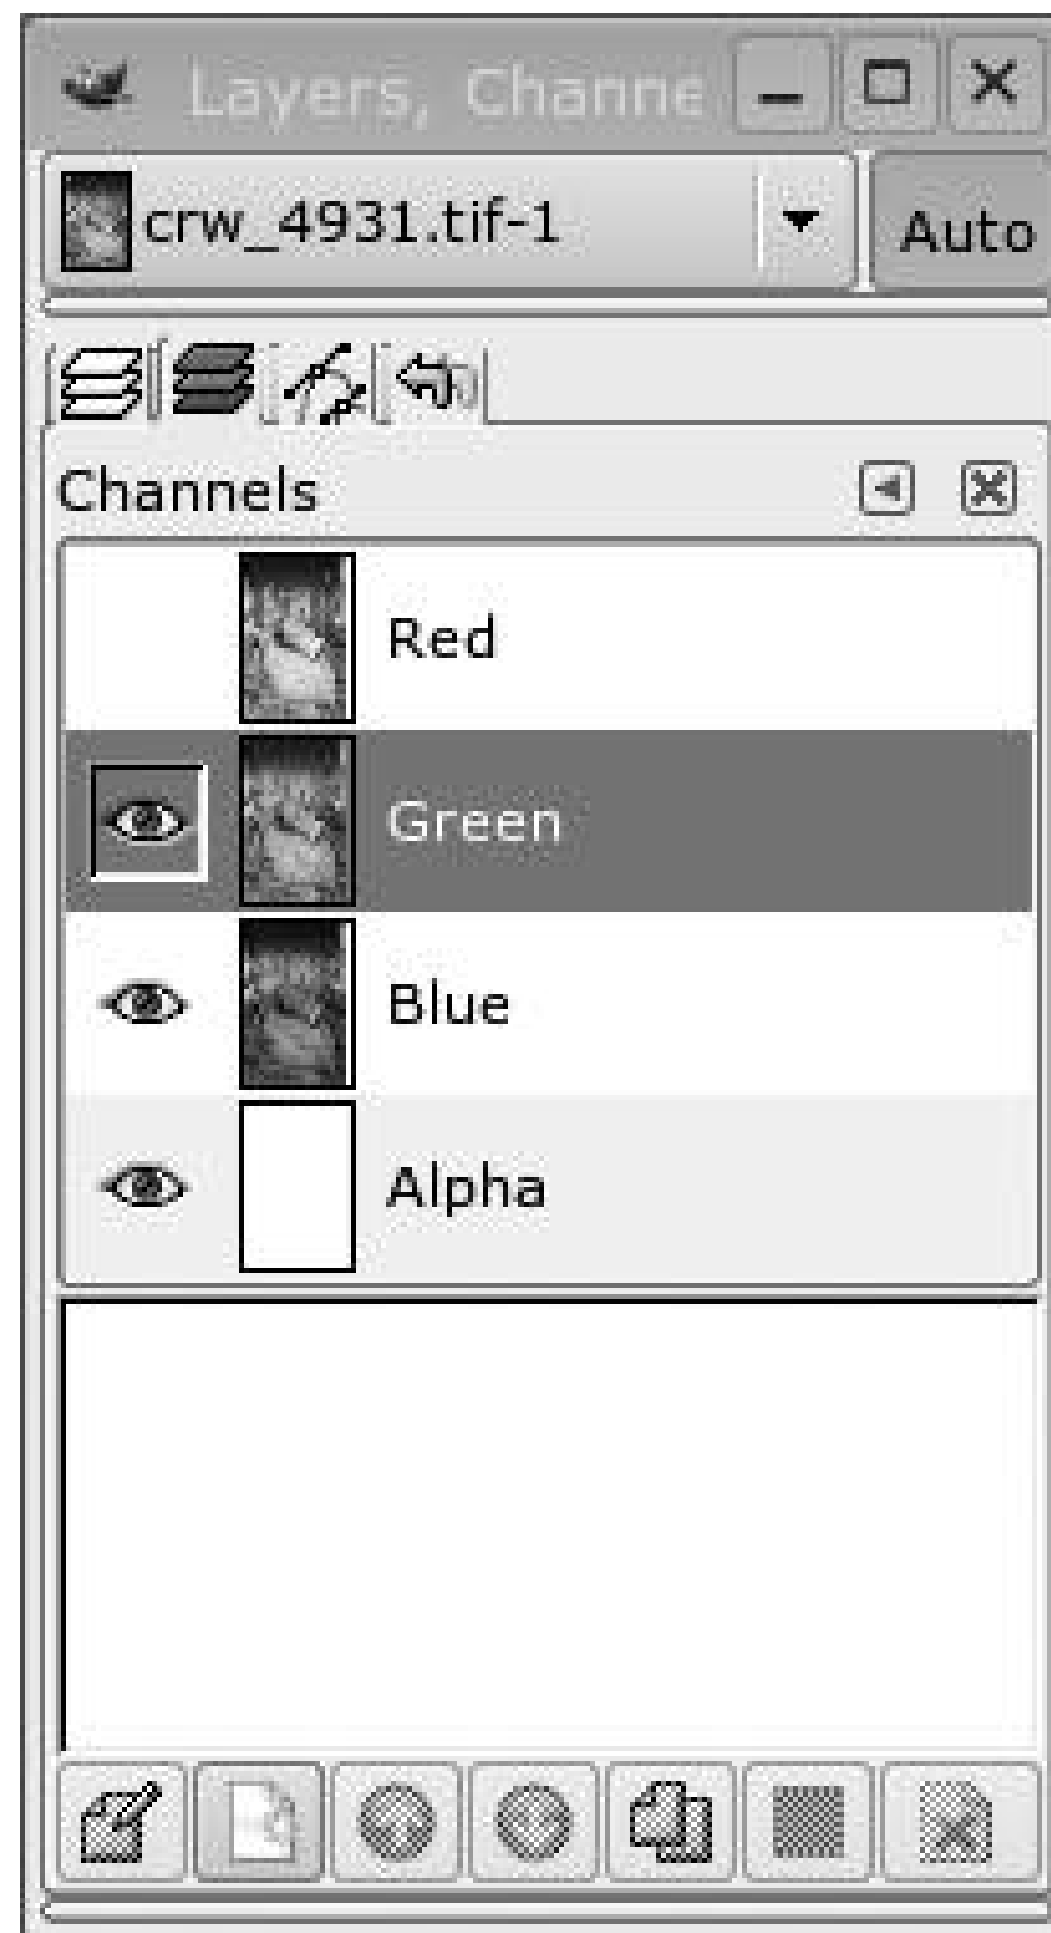 Layers, Channe
crw_4931.tif-1
Auto
Channels
Red
Green
Blue
Alpha